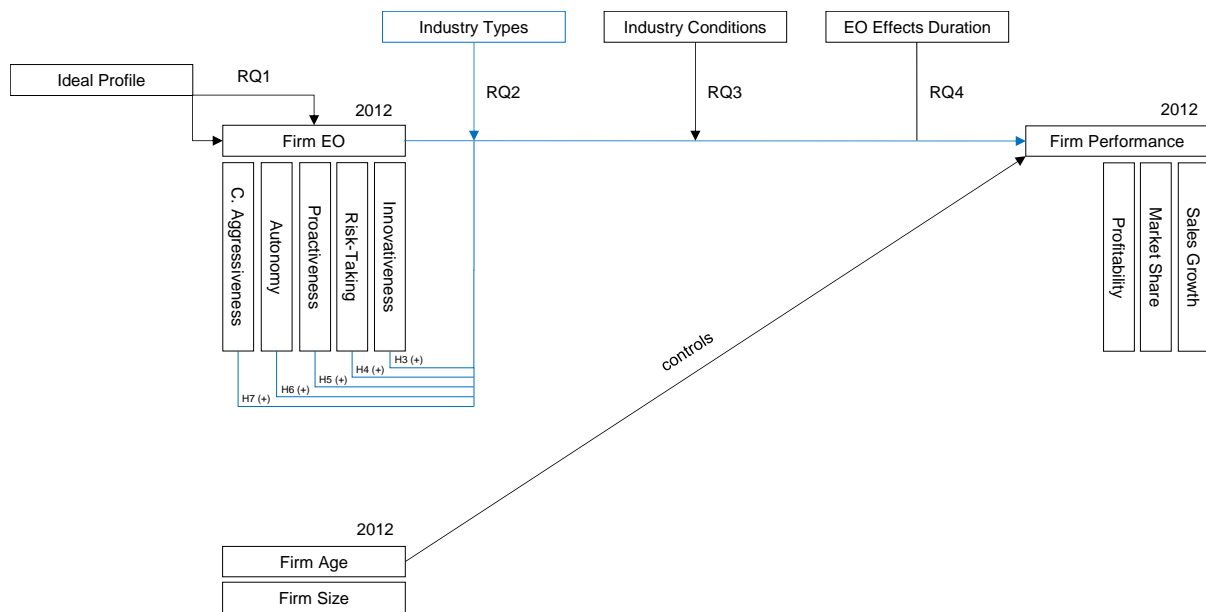 Industry Types
Industry Conditions
EO Effects Duration
Ideal Profile
RQ1
RQ2
RQ3
RQ4
2012
2012
Firm EO
Firm Performance
C. Aggressiveness
Autonomy
Proactiveness
Risk-Taking
Innovativeness
Profitability
Market Share
Sales Growth
H3 (+)
H4 (+)
H5 (+)
H6 (+)
H7 (+)
controls
2012
Firm Age
Firm Size